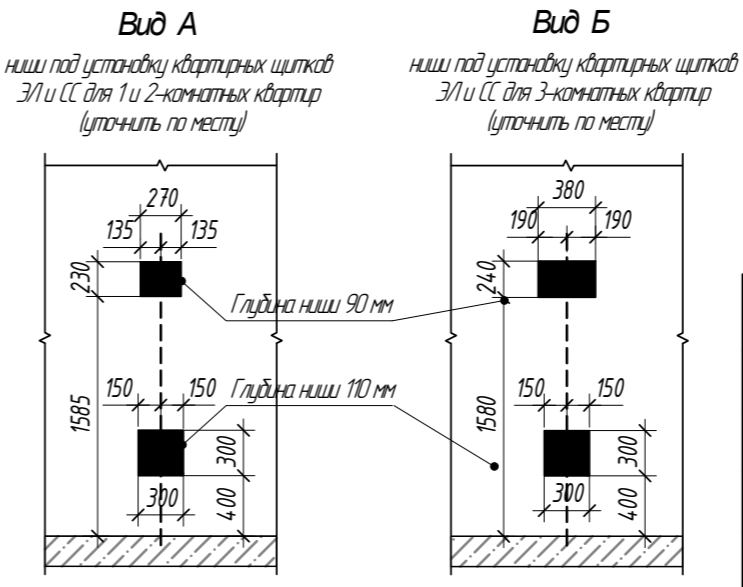 Вид А
ниши под установку квартирных щитков
ЭЛ и СС для 1 и 2-комнатных квартир
(уточнить по месту)
270
135
135
230
1585
150
150
300
300
400
Глубина ниши 90 мм
Глубина ниши 110 мм
Вид Б
ниши под установку квартирных щитков
ЭЛ и СС для 3-комнатных квартир
(уточнить по месту)
380
190
190
240
1580
150
150
300
300
400